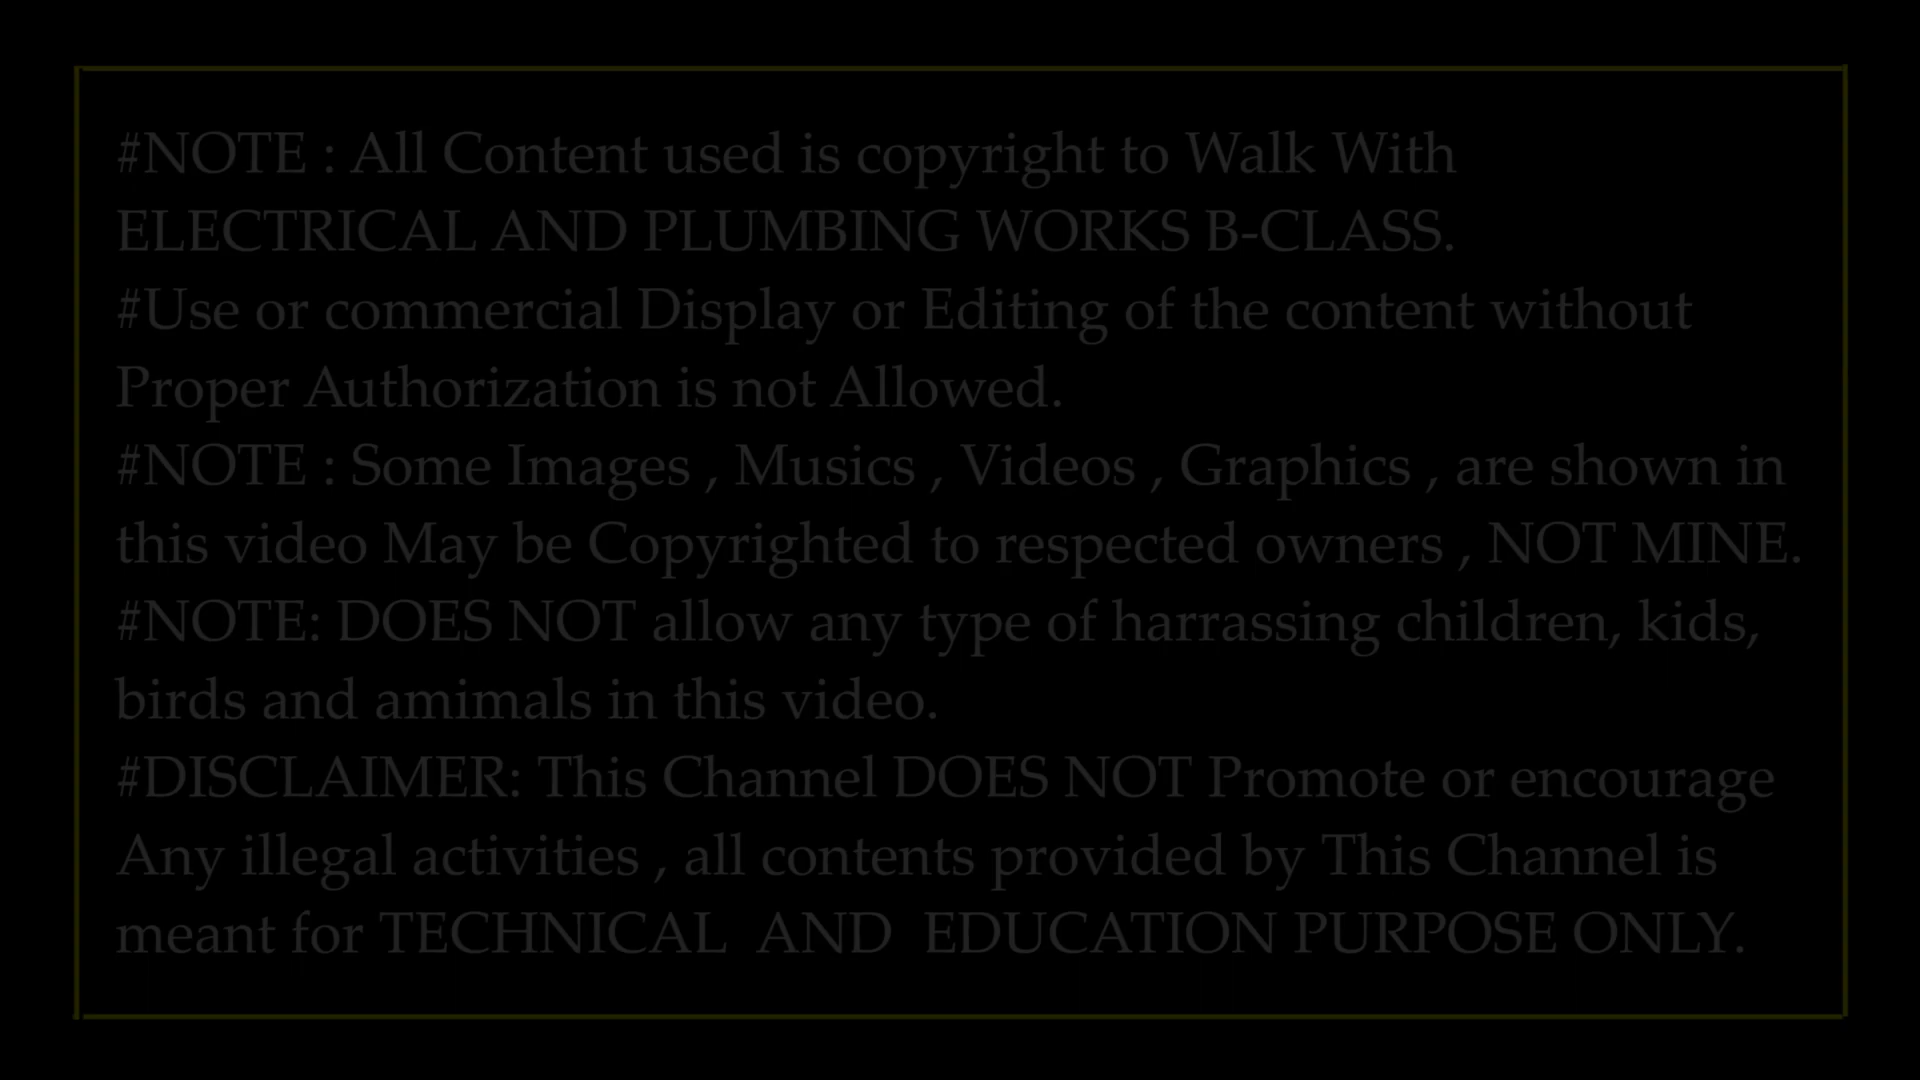 #NOTE : All Content used is copyright to Walk With
ELECTRICAL AND PLUMBING WORKS B-CLASS.
#Use or commercial Display or Editing of the content without
Proper Authorization is not Allowed.
#NOTE : Some Images , Musics , Videos , Graphics , are shown in
this video May be Copyrighted to respected owners , NOT MINE.
#NOTE: DOES NOT allow any type of harrassing children, kids,
birds and amimals in this video.
#DISCLAIMER: This Channel DOES NOT Promote or encourage
Any illegal activities , all contents provided by This Channel is
meant for TECHNICAL  AND  EDUCATION PURPOSE ONLY.